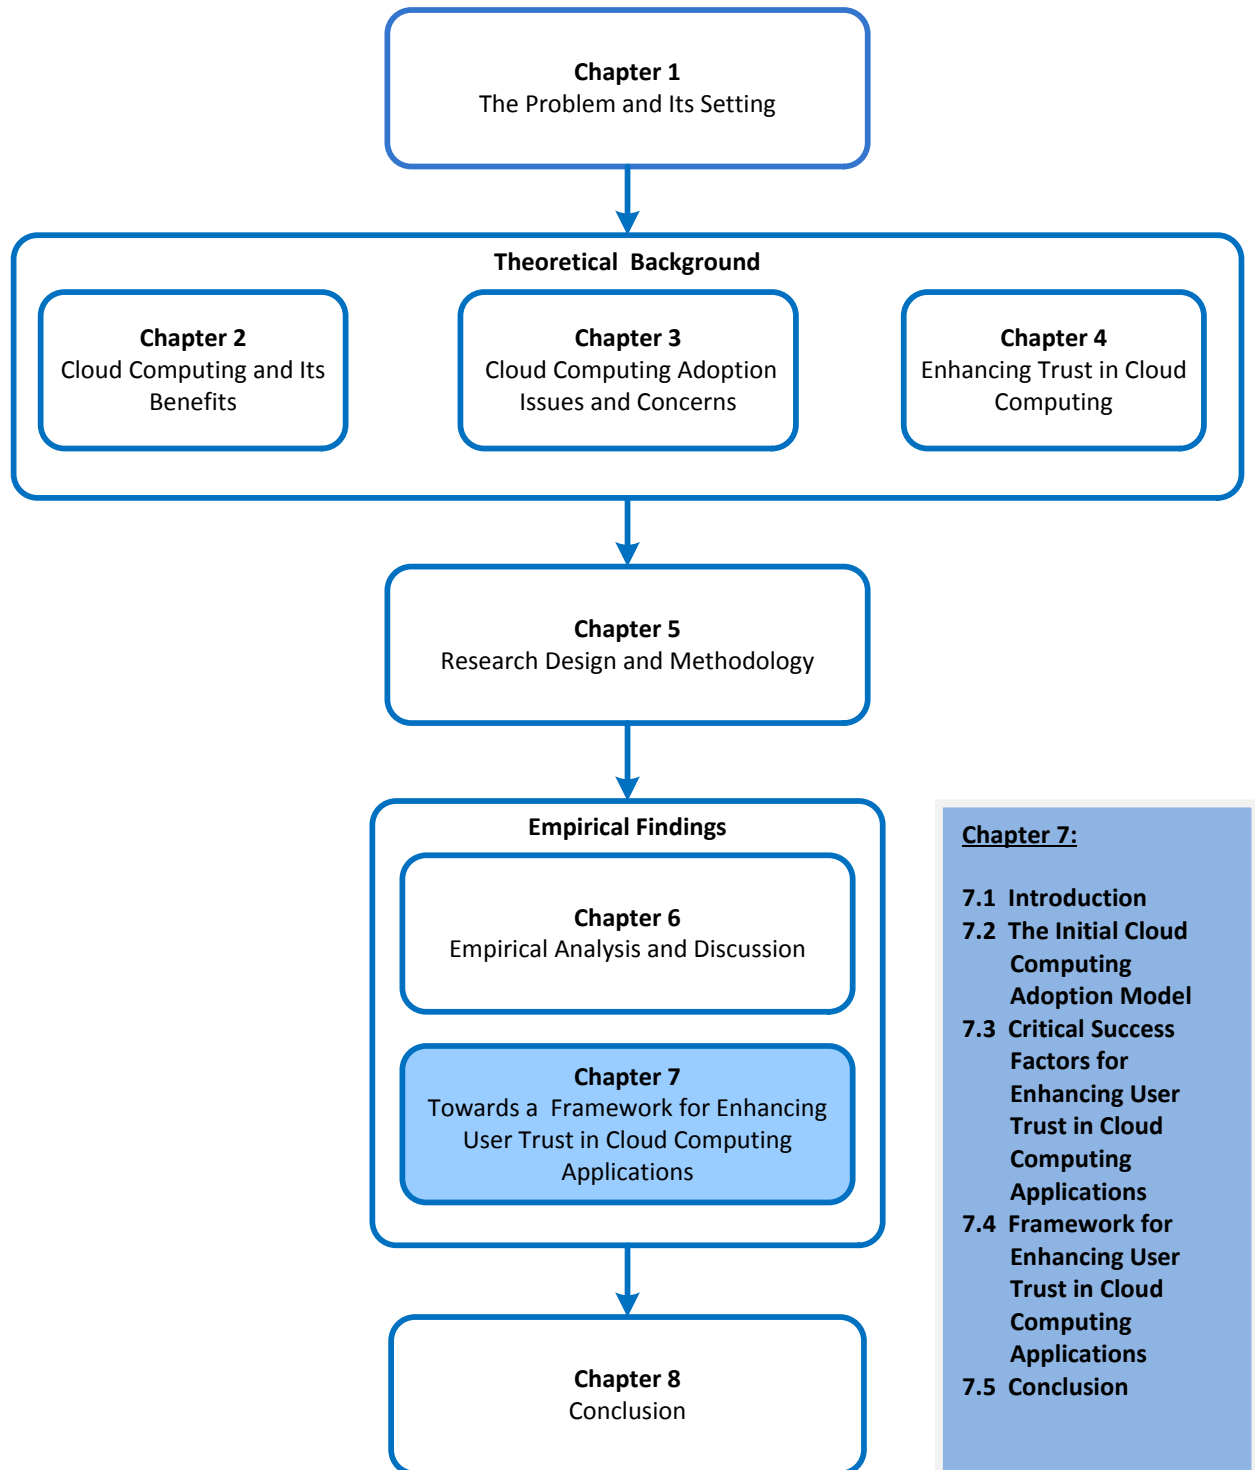 Chapter 1
The Problem and Its Setting
Theoretical Background
Chapter 2
Cloud Computing and Its
Benefits
Chapter 3
Cloud Computing Adoption
Issues and Concerns
Chapter 4
Enhancing Trust in Cloud
Computing
Chapter 5
Research Design and Methodology
Empirical Findings
Chapter 6
Empirical Analysis and Discussion
Chapter 7
Towards a Framework for Enhancing
User Trust in Cloud Computing
Applications
Chapter 8
Conclusion
Chapter 7:
7.1 Introduction
7.2 The Initial Cloud
Computing
Adoption Model
7.3 Critical Success
Factors for
Enhancing User
Trust in Cloud
Computing
Applications
7.4 Framework for
Enhancing User
Trust in Cloud
Computing
Applications
7.5 Conclusion